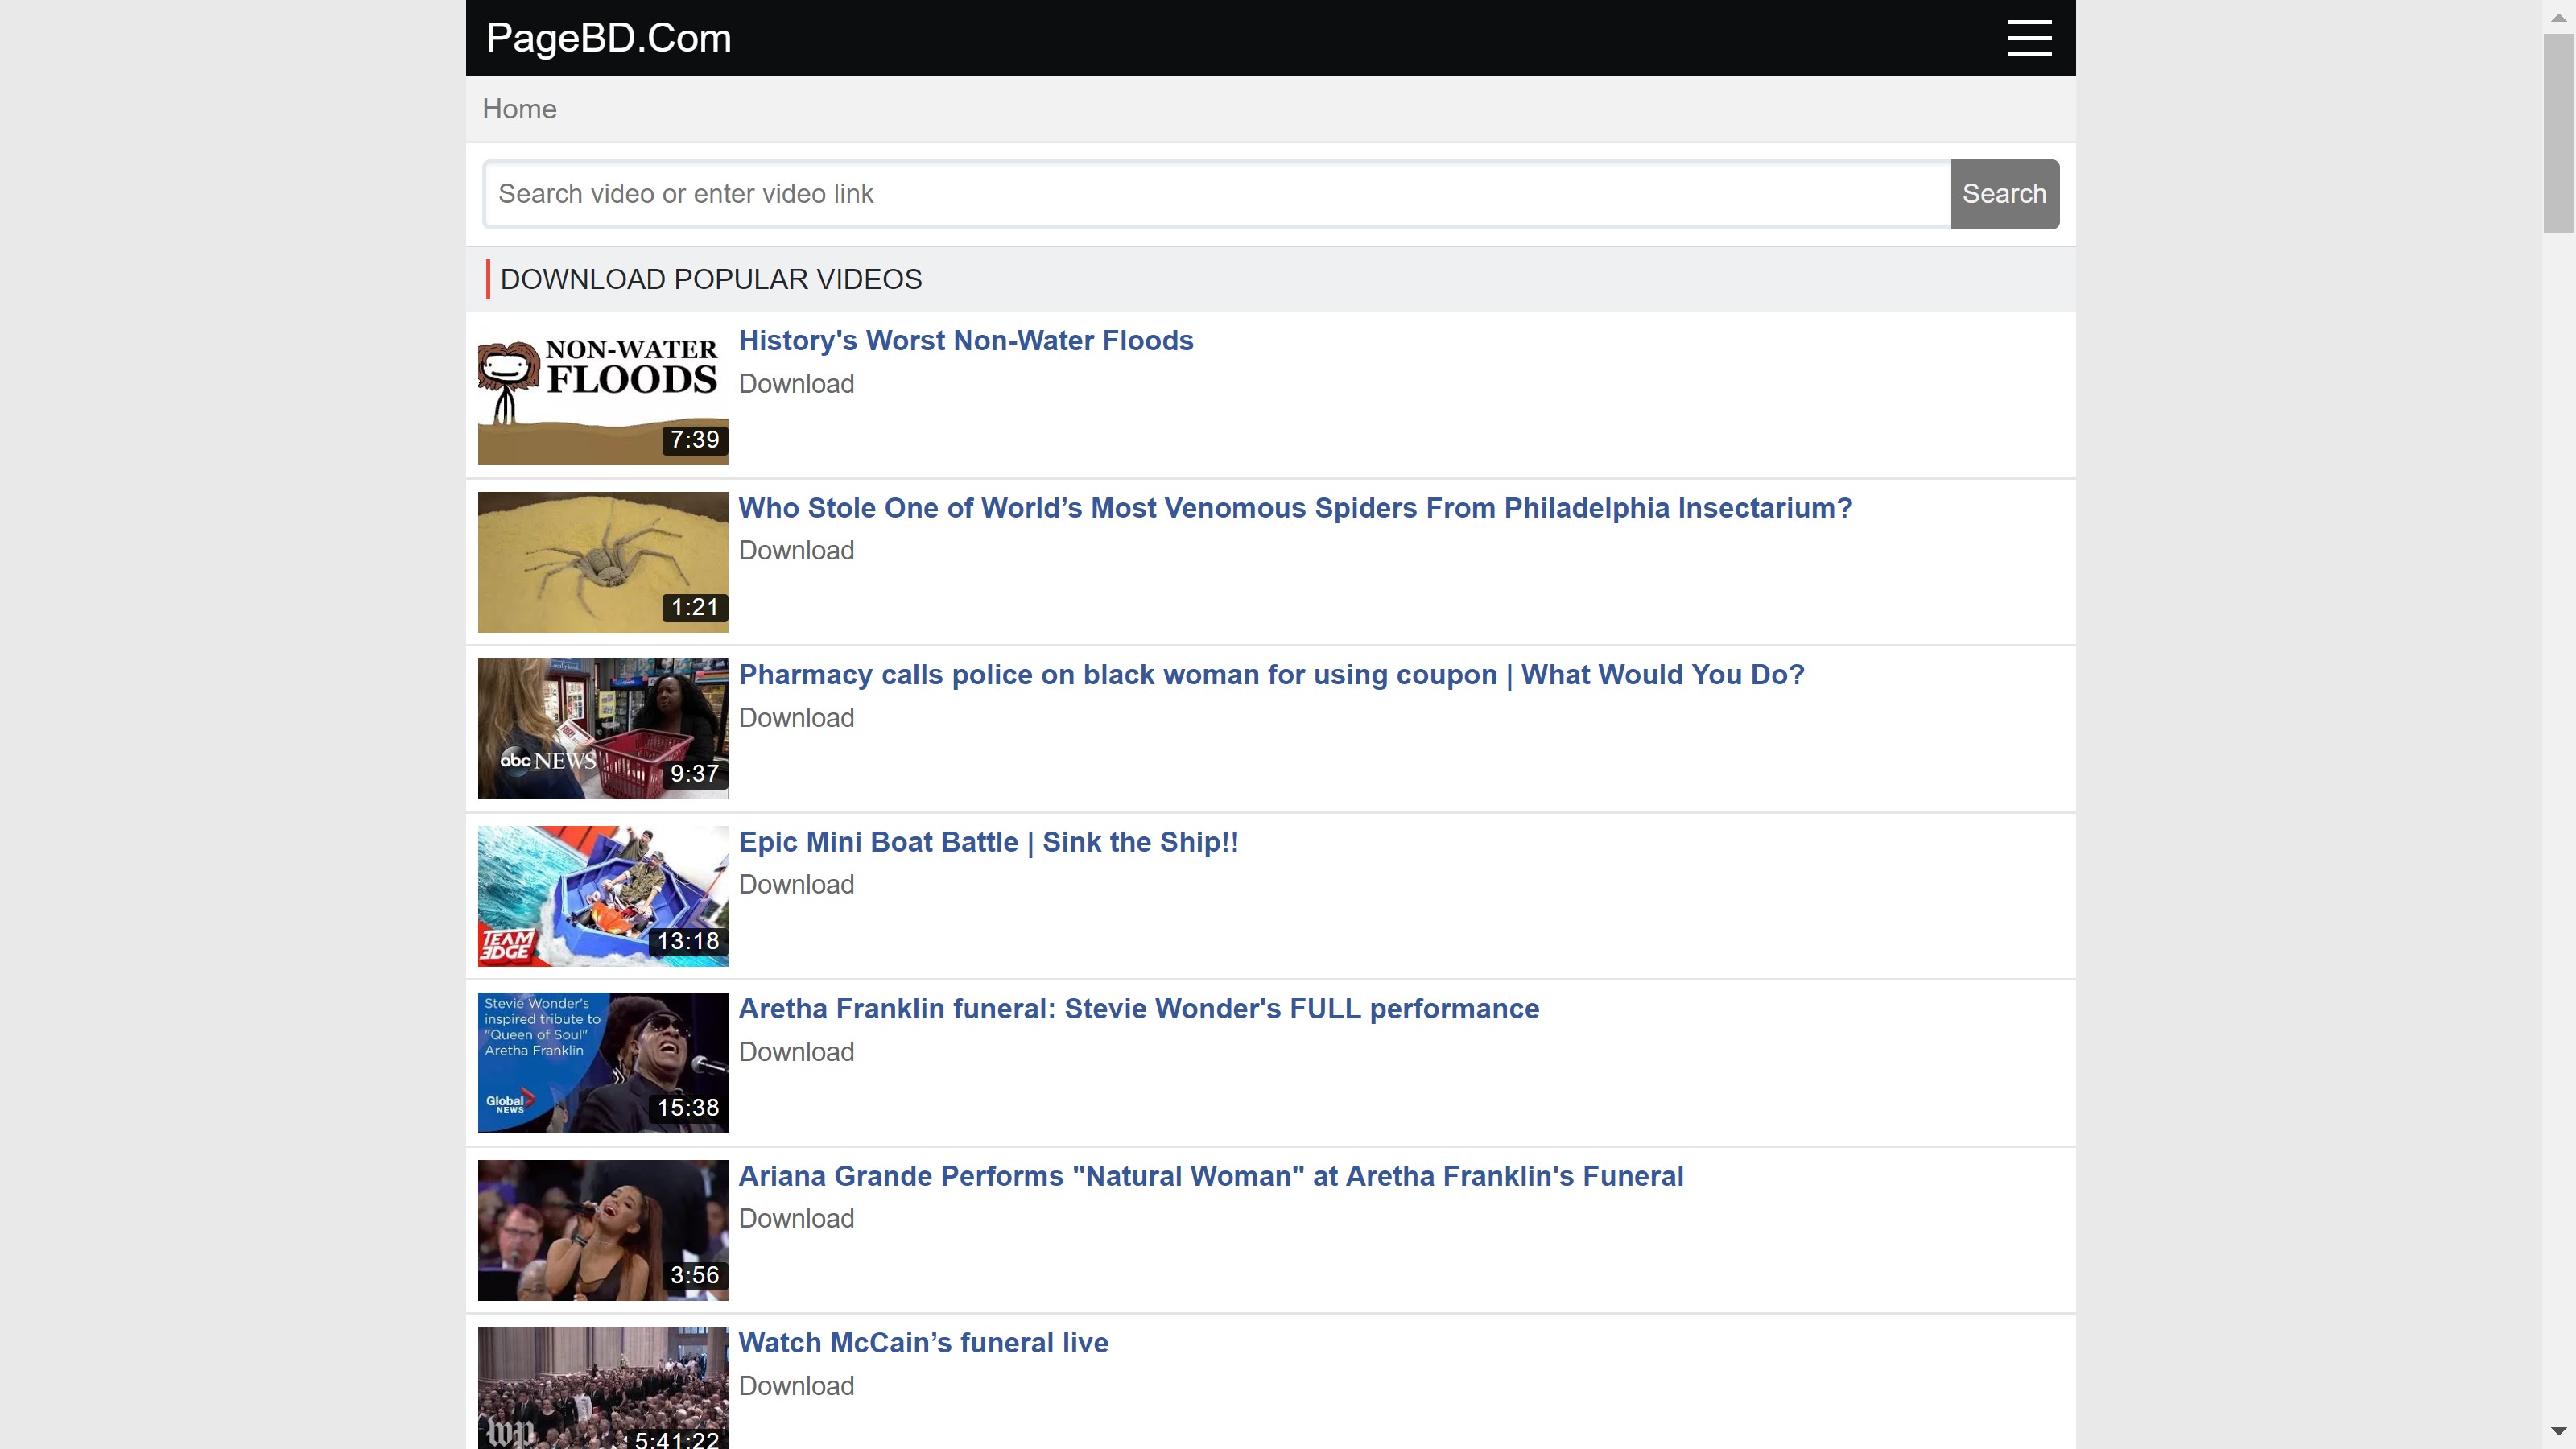 PageBD.Com
Home
Search video or enter video link
Search
DOWNLOAD POPULAR VIDEOS
NON-WATER
FLOODS
7:39
History's Worst Non-Water Floods
Download
1:21
Who Stole One of World’s Most Venomous Spiders From Philadelphia Insectarium?
Download
abc NEWS
9:37
Pharmacy calls police on black woman for using coupon | What Would You Do?
Download
TEAM
EDGE
13:18
Epic Mini Boat Battle | Sink the Ship!!
Download
Stevie Wonder's
inspired tribute to
"Queen of Soul"
Aretha Franklin
Global
NEWS
15:38
Aretha Franklin funeral: Stevie Wonder's FULL performance
Download
3:56
Ariana Grande Performs "Natural Woman" at Aretha Franklin's Funeral
Download
wp
5:41:22
Watch McCain’s funeral live
Download